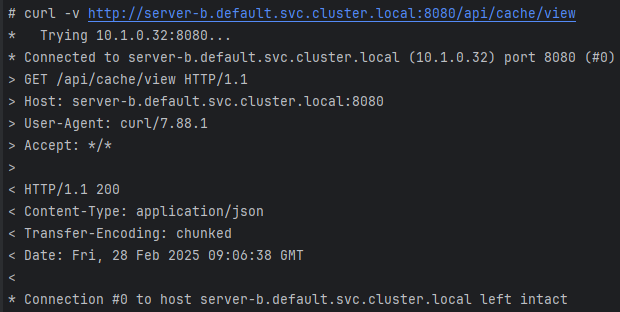 # curl -v http://server-b.default.svc.cluster.local:8080/api/cache/view
*   Trying 10.1.0.32:8080...
* Connected to server-b.default.svc.cluster.local (10.1.0.32) port 8080 (#0)
> GET /api/cache/view HTTP/1.1
> Host: server-b.default.svc.cluster.local:8080
> User-Agent: curl/7.88.1
> Accept: */*
>
< HTTP/1.1 200
< Content-Type: application/json
< Transfer-Encoding: chunked
< Date: Fri, 28 Feb 2025 09:06:38 GMT
<
* Connection #0 to host server-b.default.svc.cluster.local left intact